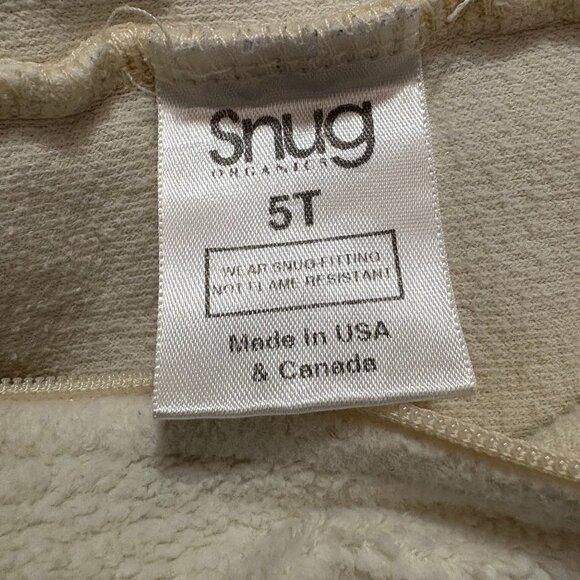 Snug
ORGANICS
5T
WEAR SNUG-FITTING
NOT FLAME RESISTANT
Made in USA
& Canada